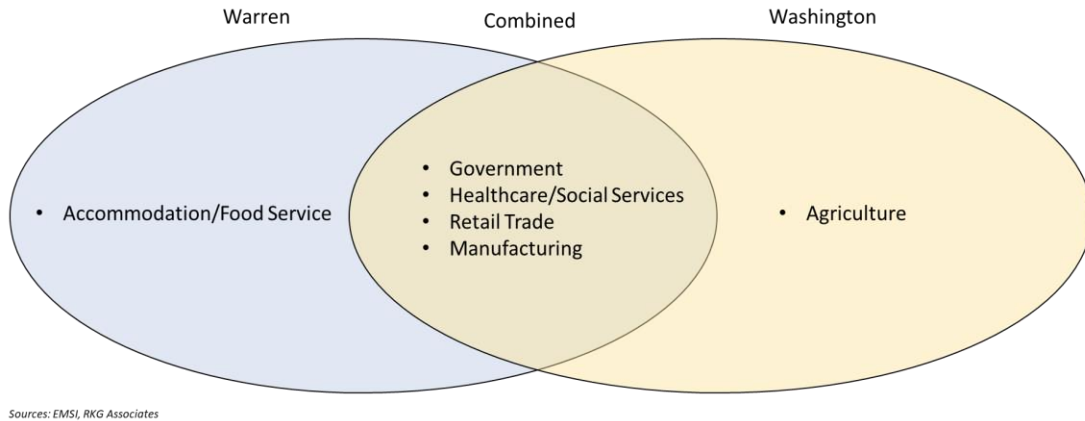 Warren
Combined
Washington
• Accommodation/Food Service
• Government
• Healthcare/Social Services
• Retail Trade
• Manufacturing
• Agriculture
Sources: EMSI, RKG Associates